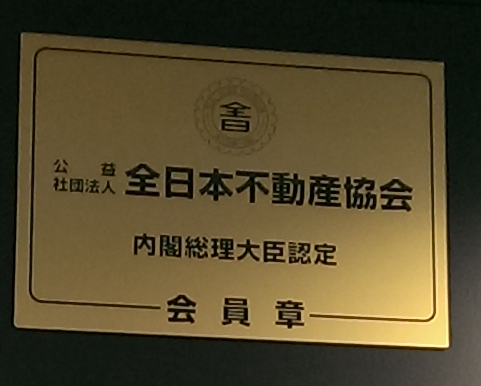 全日
公益
社団法人 全日本不動産協会
内閣総理大臣認定
会員章